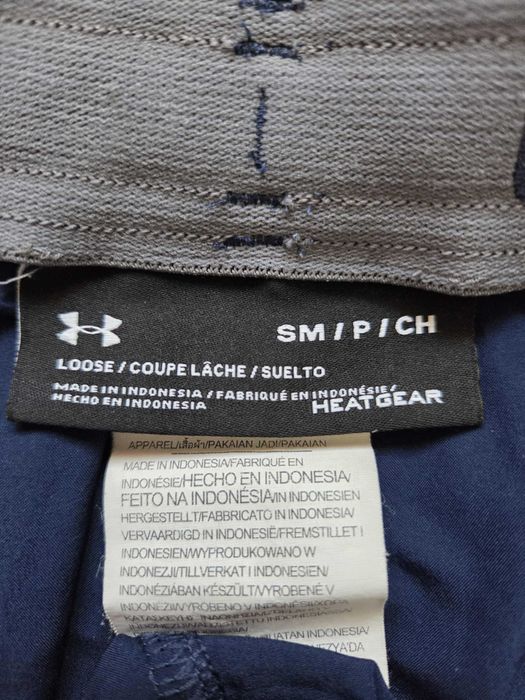 SM / P / CH
LOOSE / COUPE LÂCHE / SUELTO
MADE IN INDONESIA / FABRIQUÉ EN INDONÉSIE/
HECHO EN INDONESIA
HEATGEAR
APPAREL/เสื้อผ้า/PAKAIAN JADI/PAKAIAN
MADE IN INDONESIA/FABRIQUÉ EN
INDONÉSIE/HECHO EN INDONESIA/
FEITO NA INDONÉSIA/IN INDONESIEN
HERGESTELLT/FABBRICATO IN INDONESIA/
VERVAARDIGD IN INDONESIË/FREMSTILLET I
INDONESIEN/WYPRODUKOWANO W
INDONEZJI/TILLVERKAT I INDONESIEN/
INDONÉZIÁBAN KÉSZÜLT/VYROBENÉ V
INDONÉZII/VYROBENO V